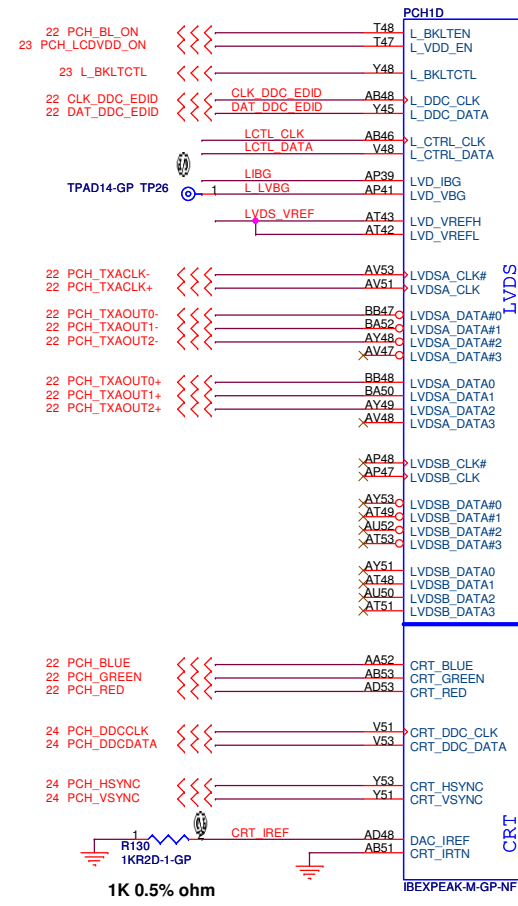 PCH1D
22 PCH_BL_ON T48 L_BKLTEN
23 PCH_LCDVDD_ON T47 L_VDD_EN
23 L_BKLTCTL Y48 L_BKLTCTL
22 CLK_DDC_EDID CLK_DDC_EDID AB48 L_DDC_CLK
22 DAT_DDC_EDID DAT_DDC_EDID Y45 L_DDC_DATA
LCTL_CLK AB46 L_CTRL_CLK
LCTL_DATA V48 L_CTRL_DATA
LIBG AP39 LVD_IBG
TPAD14-GP TP26 1 L_LVBG AP41 LVD_VBG
LVDS_VREF AT43 LVD_VREFH
AT42 LVD_VREFL
LVDS
22 PCH_TXACLK- AV53 LVDSA_CLK#
22 PCH_TXACLK+ AV51 LVDSA_CLK
22 PCH_TXAOUT0- BB47 LVDSA_DATA#0
22 PCH_TXAOUT1- BA52 LVDSA_DATA#1
22 PCH_TXAOUT2- AY48 LVDSA_DATA#2
AV47 LVDSA_DATA#3
22 PCH_TXAOUT0+ BB48 LVDSA_DATA0
22 PCH_TXAOUT1+ BA50 LVDSA_DATA1
22 PCH_TXAOUT2+ AY49 LVDSA_DATA2
AV48 LVDSA_DATA3
AP48 LVDSB_CLK#
AP47 LVDSB_CLK
AY53 LVDSB_DATA#0
AT49 LVDSB_DATA#1
AU52 LVDSB_DATA#2
AT53 LVDSB_DATA#3
AY51 LVDSB_DATA0
AT48 LVDSB_DATA1
AU50 LVDSB_DATA2
AT51 LVDSB_DATA3
22 PCH_BLUE AA52 CRT_BLUE
22 PCH_GREEN AB53 CRT_GREEN
22 PCH_RED AD53 CRT_RED
24 PCH_DDCCLK V51 CRT_DDC_CLK
24 PCH_DDCDATA V53 CRT_DDC_DATA
24 PCH_HSYNC Y53 CRT_HSYNC
24 PCH_VSYNC Y51 CRT_VSYNC
CRT
1 2 CRT_IREF AD48 DAC_IREF
R130 AB51 CRT_IRTN
1KR2D-1-GP
1K 0.5% ohm
IBEXPEAK-M-GP-NF